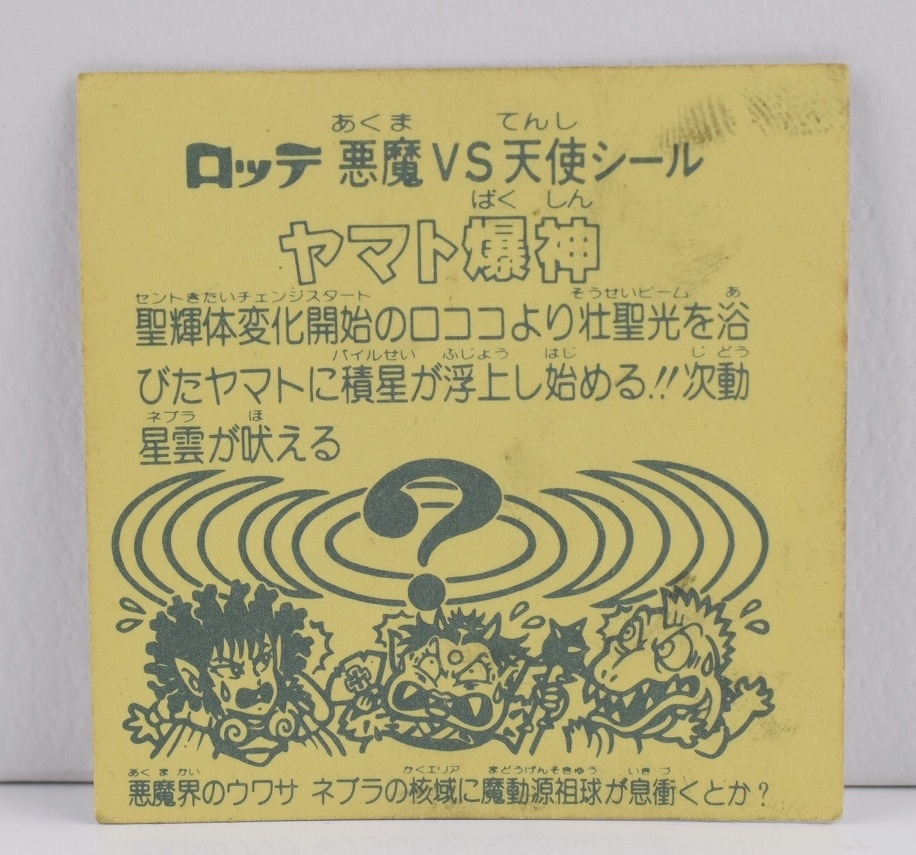 あくま てんし
ロッテ 悪魔VS天使シール
ばく しん
ヤマト爆神
セントきたいチェンジスタート そうせいビーム あ
聖輝体変化開始のロココより壮聖光を浴
パイルせい ふじょう はじ じどう
びたヤマトに積星が浮上し始める!!次動
ネブラ ほ
星雲が吠える
?
あくまかい かくエリア まどうげんそきゅう いきづ
悪魔界のウワサ ネブラの核域に魔動源祖球が息衝くとか?